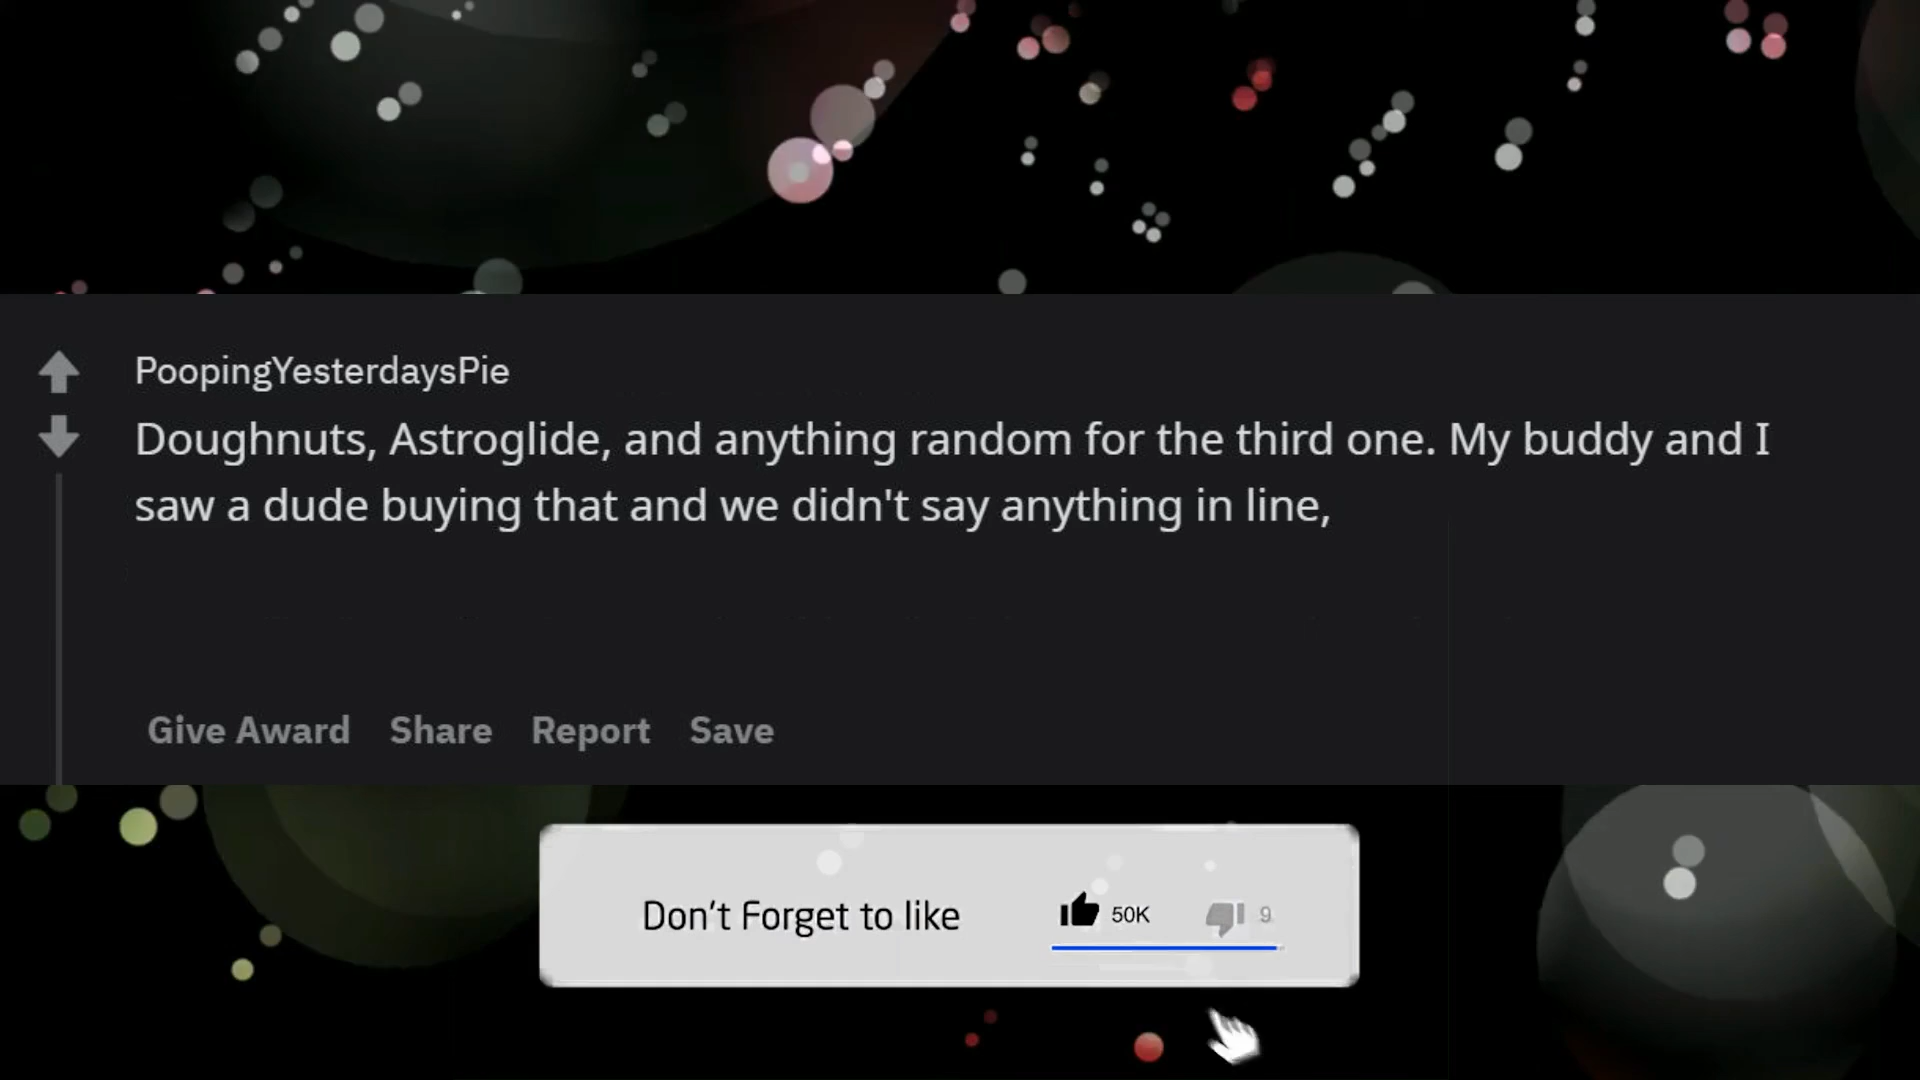 PoopingYesterdaysPie
Doughnuts, Astroglide, and anything random for the third one. My buddy and I
saw a dude buying that and we didn't say anything in line,
Give Award Share Report Save
Don't Forget to like 50K 9